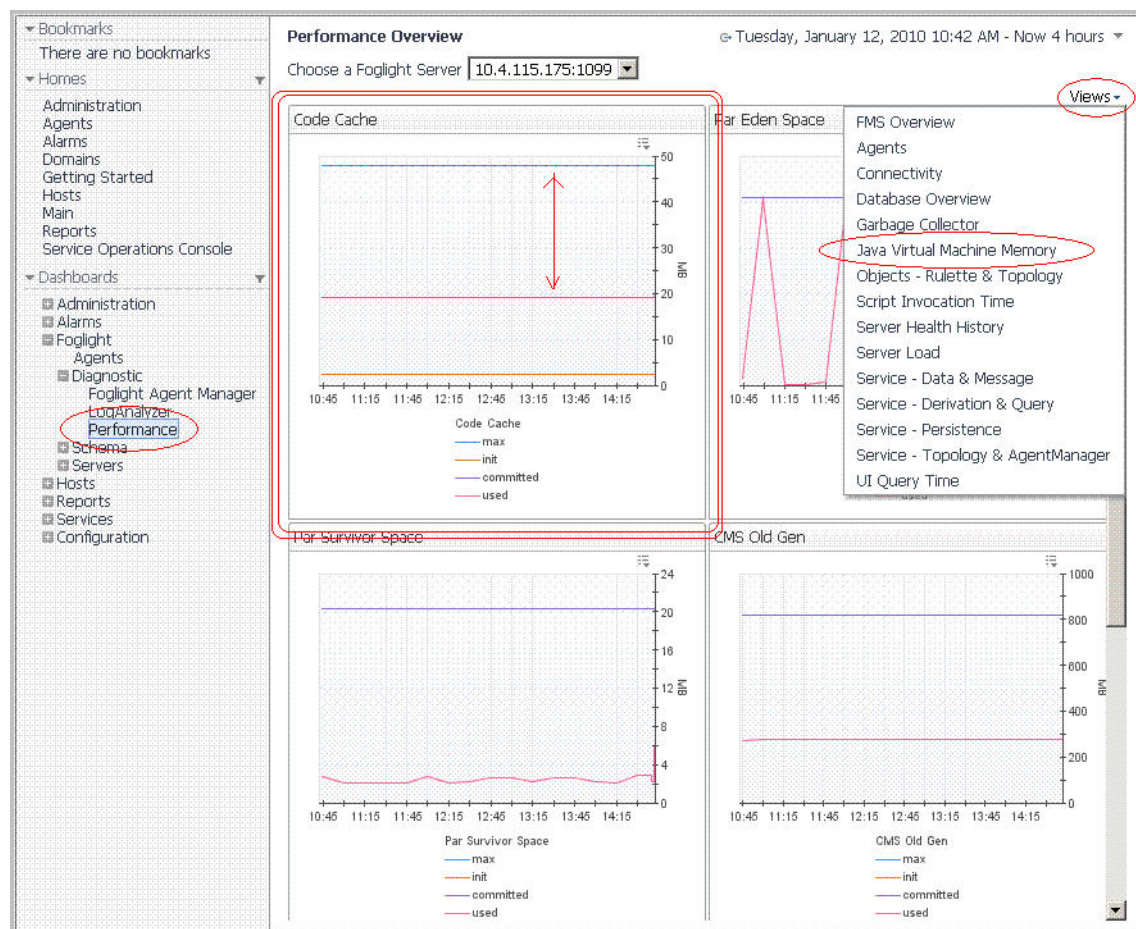 Bookmarks
There are no bookmarks
Homes
Administration
Agents
Alarms
Domains
Getting Started
Hosts
Main
Reports
Service Operations Console
Dashboards
Administration
Alarms
Foglight
Agents
Diagnostic
Foglight Agent Manager
LogAnalyzer
Performance
Schema
Servers
Hosts
Reports
Services
Configuration
Performance Overview
Tuesday, January 12, 2010 10:42 AM - Now 4 hours
Choose a Foglight Server 10.4.115.175:1099
Views
Code Cache
50
40
30
20
10
0
MB
10:45 11:15 11:45 12:15 12:45 13:15 13:45 14:15
Code Cache
max
init
committed
used
Par Eden Space
10:45 11:15 11:45
used
FMS Overview
Agents
Connectivity
Database Overview
Garbage Collector
Java Virtual Machine Memory
Objects - Rulette & Topology
Script Invocation Time
Server Health History
Server Load
Service - Data & Message
Service - Derivation & Query
Service - Persistence
Service - Topology & AgentManager
UI Query Time
Par Survivor Space
24
20
16
12
8
4
0
MB
10:45 11:15 11:45 12:15 12:45 13:15 13:45 14:15
Par Survivor Space
max
init
committed
used
CMS Old Gen
1000
800
600
400
200
0
MB
10:45 11:15 11:45 12:15 12:45 13:15 13:45 14:15
CMS Old Gen
max
init
committed
used